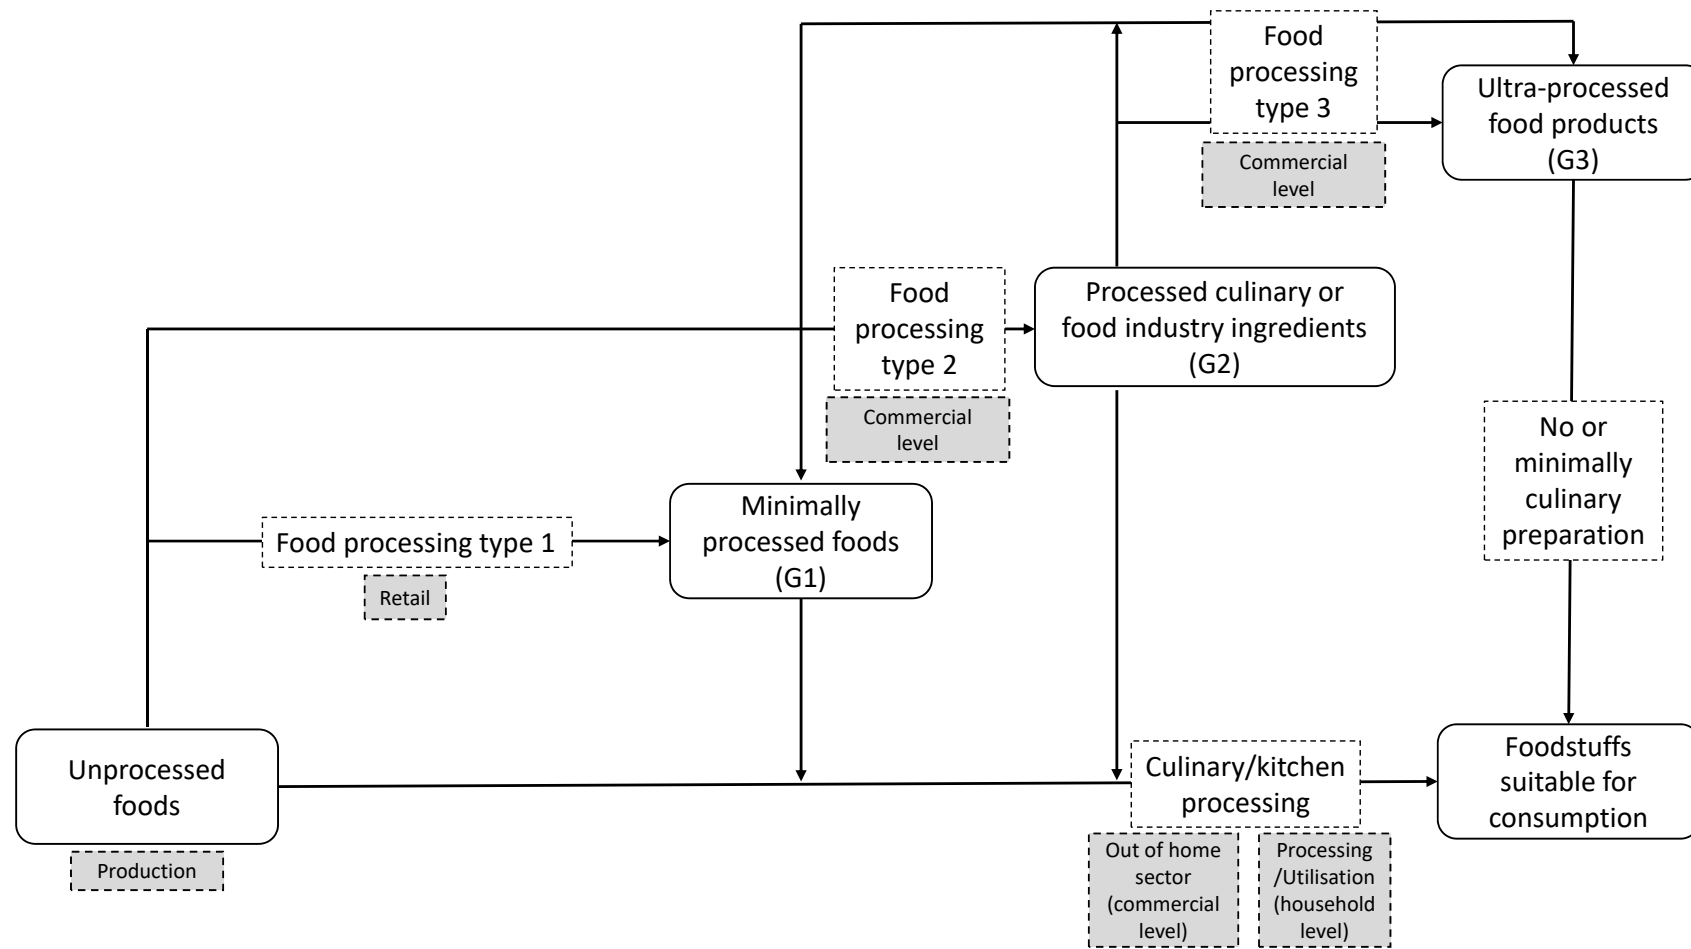 Food
processing
type 3
Commercial
level
Ultra-processed
food products
(G3)
Food
processing
type 2
Commercial
level
Processed culinary or
food industry ingredients
(G2)
No or
minimally
culinary
preparation
Food processing type 1
Retail
Minimally
processed foods
(G1)
Unprocessed
foods
Production
Culinary/kitchen
processing
Out of home
sector
(commercial
level)
Processing
/Utilisation
(household
level)
Foodstuffs
suitable for
consumption